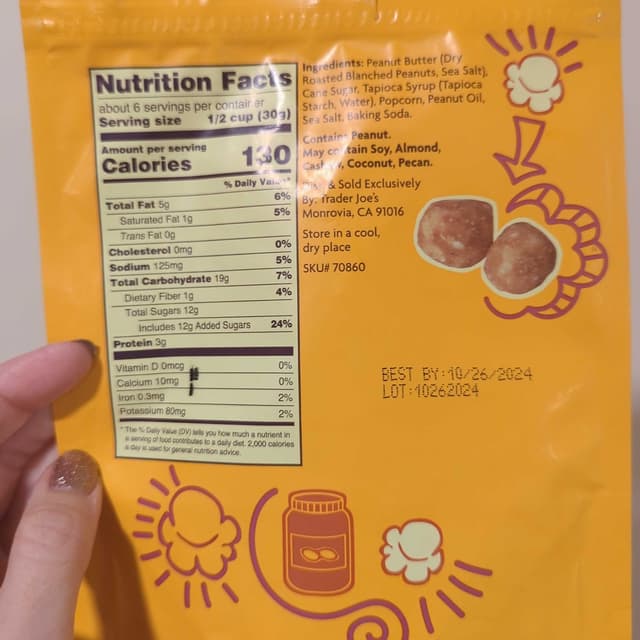 Nutrition Facts
about 6 servings per container
Serving size 1/2 cup (30g)
Amount per serving
Calories 130
% Daily Value*
Total Fat 5g 6%
Saturated Fat 1g 5%
Trans Fat 0g
Cholesterol 0mg 0%
Sodium 125mg 5%
Total Carbohydrate 19g 7%
Dietary Fiber 1g 4%
Total Sugars 12g
Includes 12g Added Sugars 24%
Protein 3g
Vitamin D 0mcg 0%
Calcium 10mg 0%
Iron 0.3mg 2%
Potassium 80mg 2%
*The % Daily Value (DV) tells you how much a nutrient in
a serving of food contributes to a daily diet. 2,000 calories
a day is used for general nutrition advice.
Ingredients: Peanut Butter (Dry
Roasted Blanched Peanuts, Sea Salt),
Cane Sugar, Tapioca Syrup (Tapioca
Starch, Water), Popcorn, Peanut Oil,
Sea Salt, Baking Soda.
Contains Peanut.
May contain Soy, Almond,
Cashew, Coconut, Pecan.
& Sold Exclusively
By: Trader Joe's
Monrovia, CA 91016
Store in a cool,
dry place
SKU# 70860
BEST BY:10/26/2024
LOT:10262024